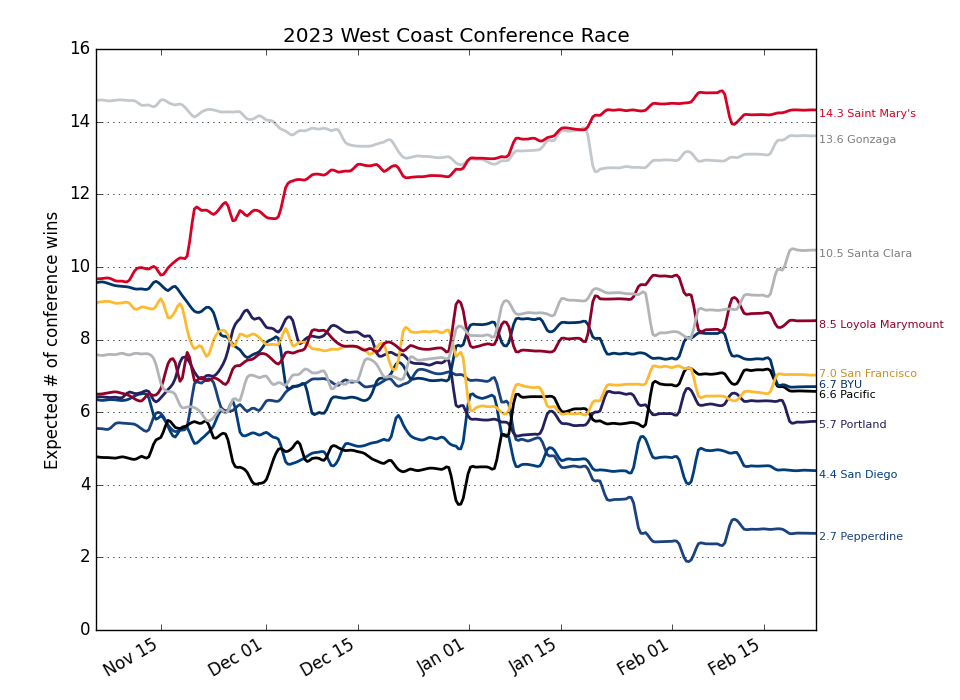 2023 West Coast Conference Race
Expected # of conference wins
16
14
12
10
8
6
4
2
0
Nov 15
Dec 01
Dec 15
Jan 01
Jan 15
Feb 01
Feb 15
14.3 Saint Mary's
13.6 Gonzaga
10.5 Santa Clara
8.5 Loyola Marymount
7.0 San Francisco
6.7 BYU
6.6 Pacific
5.7 Portland
4.4 San Diego
2.7 Pepperdine